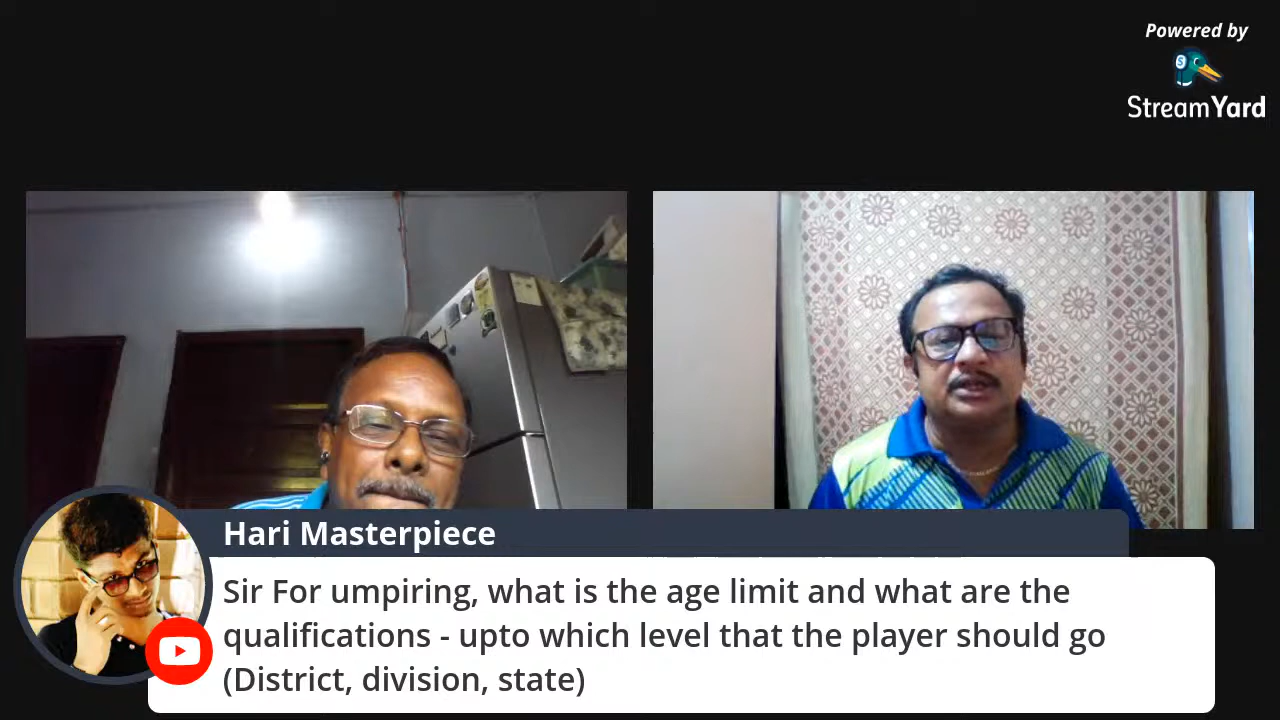 Powered by
StreamYard
Hari Masterpiece
Sir For umpiring, what is the age limit and what are the
qualifications - upto which level that the player should go
(District, division, state)